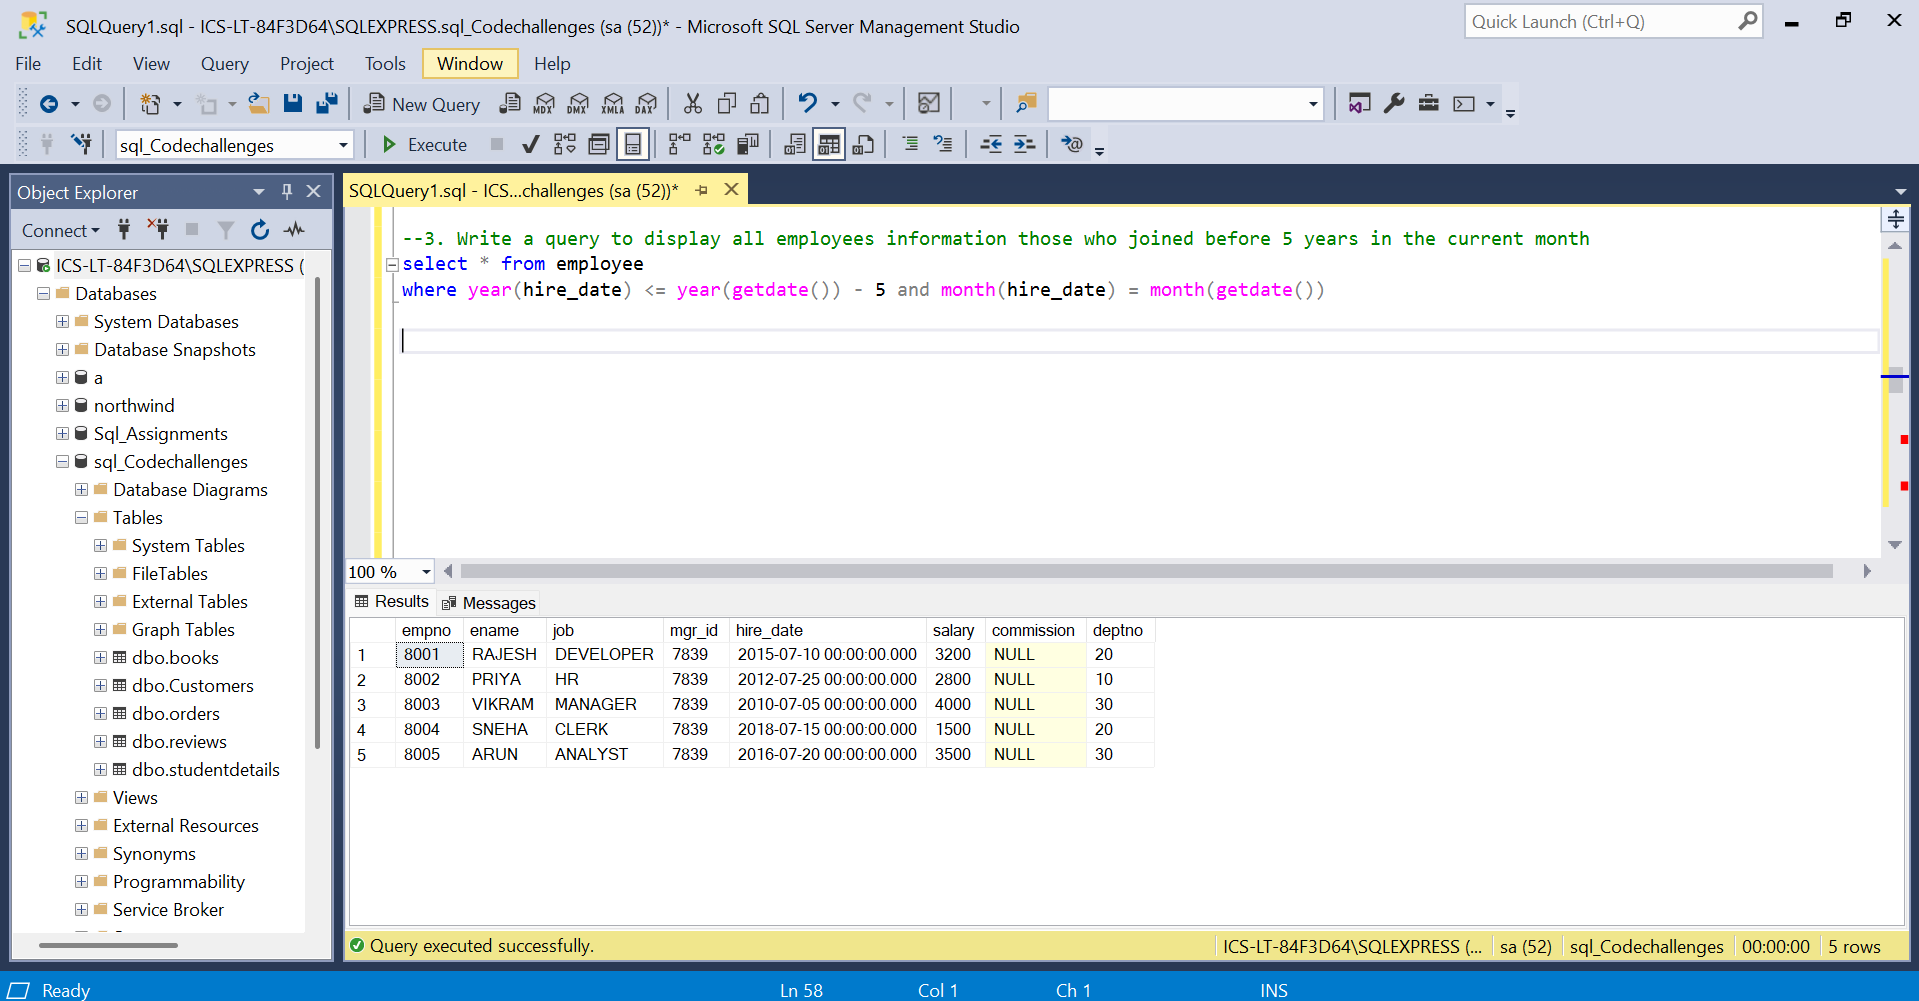 SQLQuery1.sql - ICS-LT-84F3D64\SQLEXPRESS.sql_Codechallenges (sa (52))* - Microsoft SQL Server Management Studio
Quick Launch (Ctrl+Q)
File Edit View Query Project Tools Window Help
New Query MDX DMX XMLA DAX
sql_Codechallenges Execute
Object Explorer
Connect
ICS-LT-84F3D64\SQLEXPRESS (
Databases
System Databases
Database Snapshots
a
northwind
Sql_Assignments
sql_Codechallenges
Database Diagrams
Tables
System Tables
FileTables
External Tables
Graph Tables
dbo.books
dbo.Customers
dbo.orders
dbo.reviews
dbo.studentdetails
Views
External Resources
Synonyms
Programmability
Service Broker
SQLQuery1.sql - ICS...challenges (sa (52))*
--3. Write a query to display all employees information those who joined before 5 years in the current month
select * from employee
where year(hire_date) <= year(getdate()) - 5 and month(hire_date) = month(getdate())
100 %
Results Messages
empno ename job mgr_id hire_date salary commission deptno
1 8001 RAJESH DEVELOPER 7839 2015-07-10 00:00:00.000 3200 NULL 20
2 8002 PRIYA HR 7839 2012-07-25 00:00:00.000 2800 NULL 10
3 8003 VIKRAM MANAGER 7839 2010-07-05 00:00:00.000 4000 NULL 30
4 8004 SNEHA CLERK 7839 2018-07-15 00:00:00.000 1500 NULL 20
5 8005 ARUN ANALYST 7839 2016-07-20 00:00:00.000 3500 NULL 30
Query executed successfully. ICS-LT-84F3D64\SQLEXPRESS (... sa (52) sql_Codechallenges 00:00:00 5 rows
Ready Ln 58 Col 1 Ch 1 INS